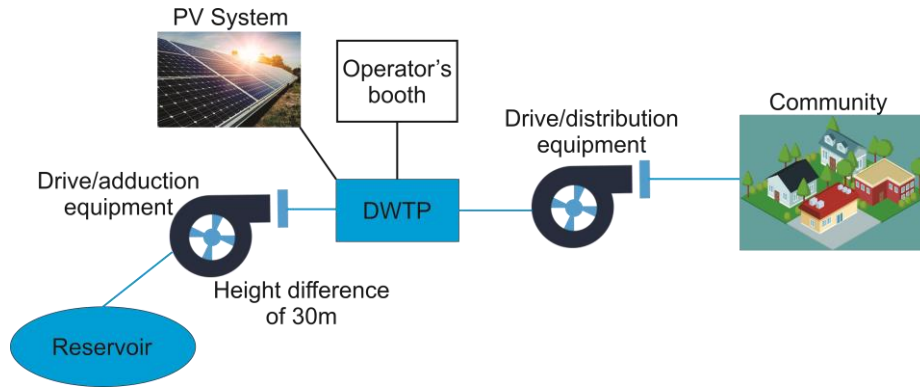 PV System
Operator's
booth
Community
Drive/distribution
equipment
Drive/adduction
equipment
DWTP
Height difference
of 30m
Reservoir